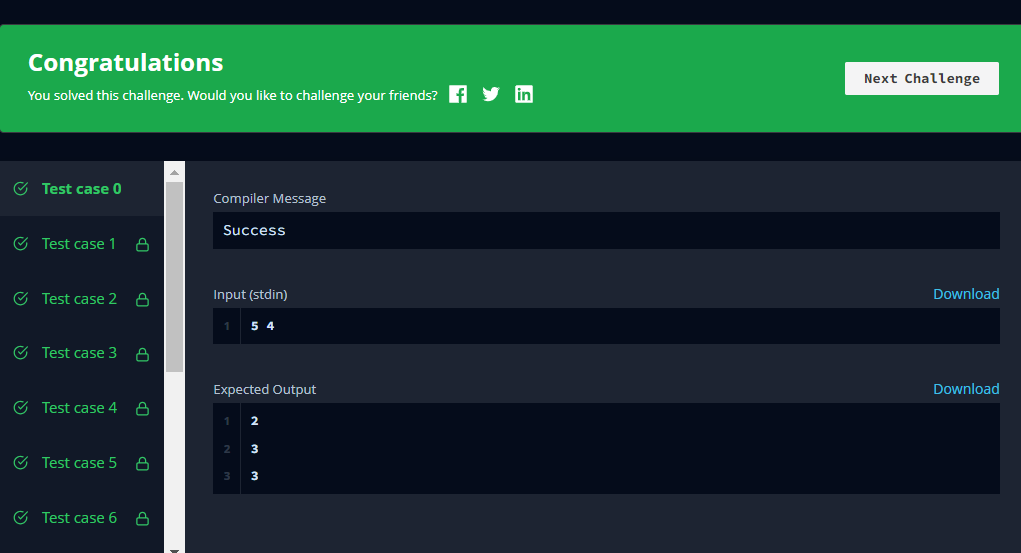 Congratulations
You solved this challenge. Would you like to challenge your friends?
Next Challenge
Test case 0
Test case 1
Test case 2
Test case 3
Test case 4
Test case 5
Test case 6
Compiler Message
Success
Input (stdin)
Download
1 5 4
Expected Output
Download
1 2
2 3
3 3